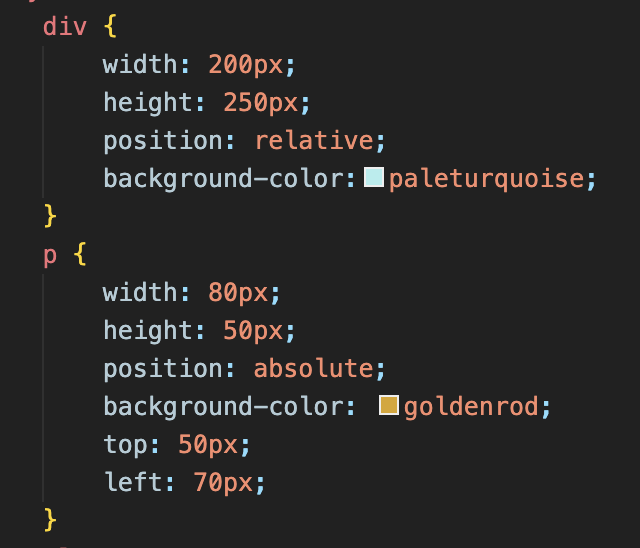 div {
    width: 200px;
    height: 250px;
    position: relative;
    background-color: paleturquoise;
}
p {
    width: 80px;
    height: 50px;
    position: absolute;
    background-color: goldenrod;
    top: 50px;
    left: 70px;
}